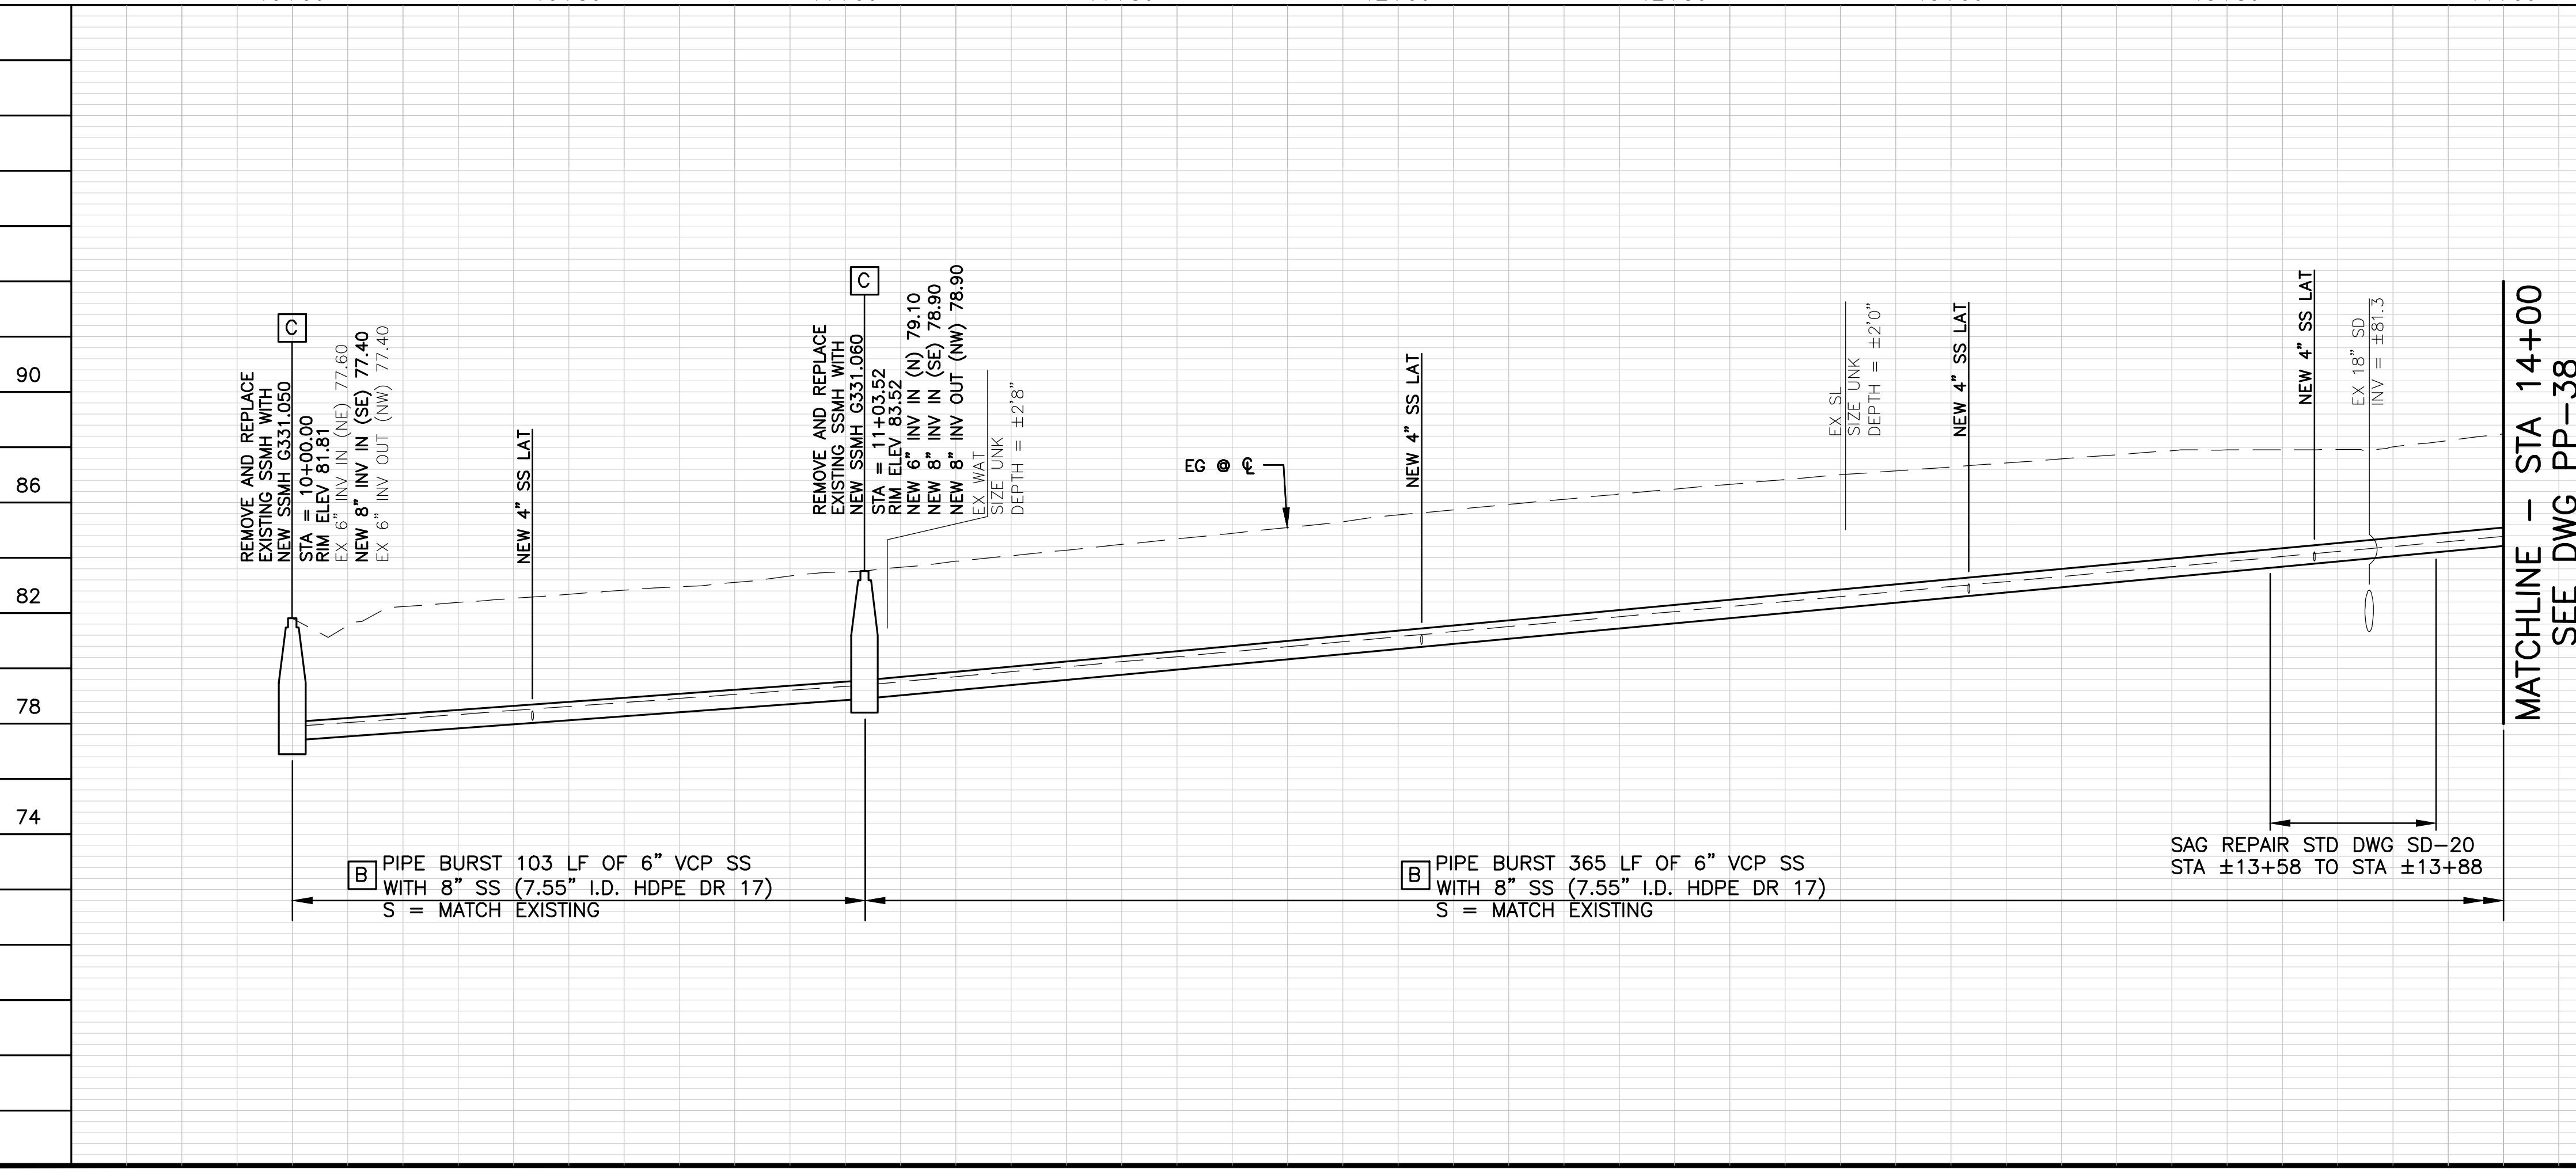 90
86
82
78
74
C
REMOVE AND REPLACE
EXISTING SSMH WITH
NEW SSMH G331.050
STA = 10+00.00
RIM ELEV 81.81
EX 6" INV IN (NE) 77.60
NEW 8" INV IN (SE) 77.40
EX 6" INV OUT (NW) 77.40
NEW 4" SS LAT
C
REMOVE AND REPLACE
EXISTING SSMH WITH
NEW SSMH G331.060
STA = 11+03.52
RIM ELEV 83.52
NEW 6" INV IN (N) 79.10
NEW 8" INV IN (SE) 78.90
NEW 8" INV OUT (NW) 78.90
EX WAT
SIZE UNK
DEPTH = ±2'8"
EG @ ℄
NEW 4" SS LAT
EX SL
SIZE UNK
DEPTH = ±2'0"
NEW 4" SS LAT
NEW 4" SS LAT
EX 18" SD
INV = ±81.3
MATCHLINE - STA 14+00
SEE DWG PP-38
B
PIPE BURST 103 LF OF 6" VCP SS
WITH 8" SS (7.55" I.D. HDPE DR 17)
S = MATCH EXISTING
B
PIPE BURST 365 LF OF 6" VCP SS
WITH 8" SS (7.55" I.D. HDPE DR 17)
S = MATCH EXISTING
SAG REPAIR STD DWG SD-20
STA ±13+58 TO STA ±13+88